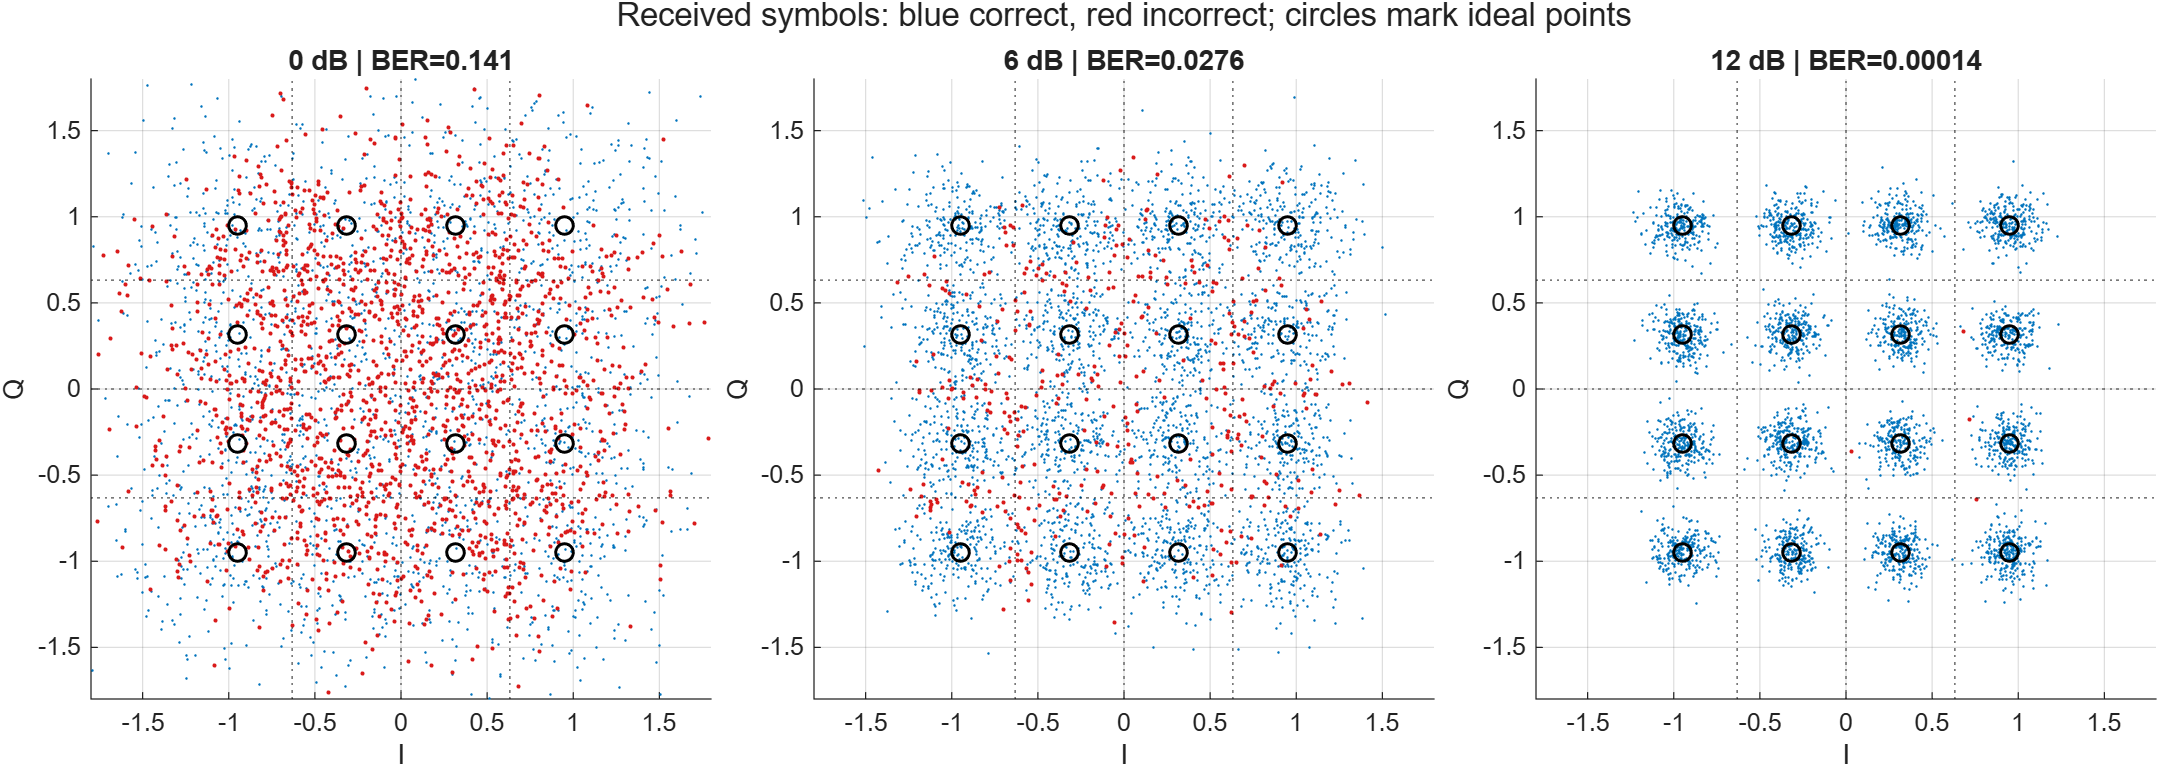 Received symbols: blue correct, red incorrect; circles mark ideal points
0 dB | BER=0.141
1.5
1
0.5
0
-0.5
-1
-1.5
Q
-1.5 -1 -0.5 0 0.5 1 1.5
I
6 dB | BER=0.0276
1.5
1
0.5
0
-0.5
-1
-1.5
Q
-1.5 -1 -0.5 0 0.5 1 1.5
I
12 dB | BER=0.00014
1.5
1
0.5
0
-0.5
-1
-1.5
Q
-1.5 -1 -0.5 0 0.5 1 1.5
I